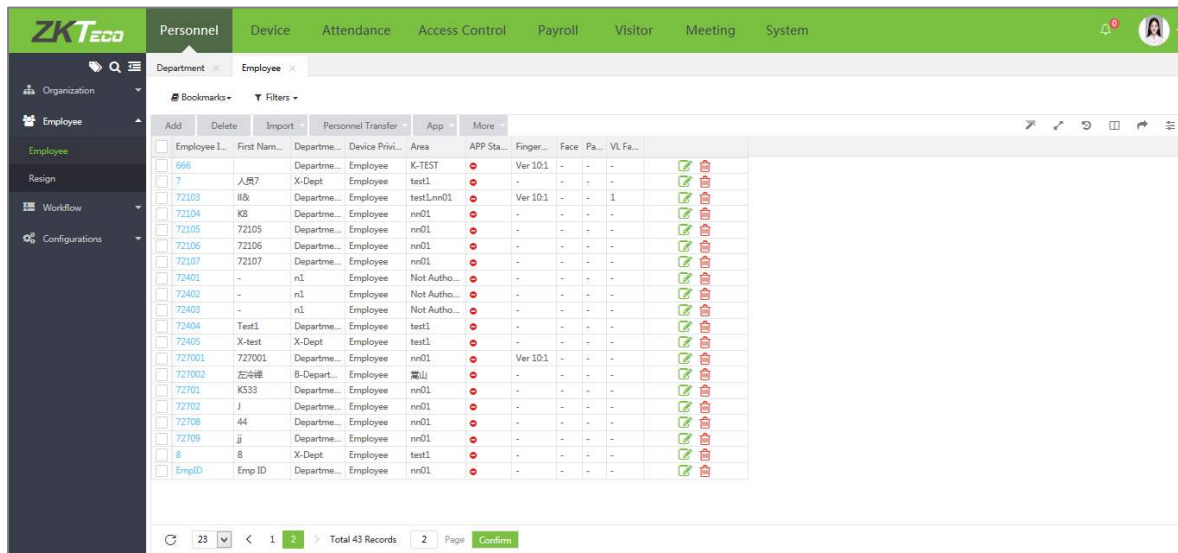 ZKTECO Personnel Device Attendance Access Control Payroll Visitor Meeting System 0
Department × Employee ×
Organization
Employee
Employee
Resign
Workflow
Configurations
Bookmarks Filters
Add Delete Import Personnel Transfer App More
Employee I... First Nam... Departme... Device Privi... Area APP Sta... Finger... Face Pa... VL Fa...
666 Departme... Employee K-TEST Ver 10:1 - - -
7 人员7 X-Dept Employee test1 - - - -
72103 ll& Departme... Employee test1,nn01 Ver 10:1 - - 1
72104 K8 Departme... Employee nn01 - - - -
72105 72105 Departme... Employee nn01 - - - -
72106 72106 Departme... Employee nn01 - - - -
72107 72107 Departme... Employee nn01 - - - -
72401 - n1 Employee Not Autho... - - - -
72402 - n1 Employee Not Autho... - - - -
72403 - n1 Employee Not Autho... - - - -
72404 Test1 Departme... Employee test1 - - - -
72405 X-test X-Dept Employee test1 - - - -
727001 727001 Departme... Employee nn01 Ver 10:1 - - -
727002 左冷禅 B-Depart... Employee 嵩山 - - - -
72701 K533 Departme... Employee nn01 - - - -
72702 J Departme... Employee nn01 - - - -
72708 44 Departme... Employee nn01 - - - -
72709 jj Departme... Employee nn01 - - - -
8 8 X-Dept Employee test1 - - - -
EmpID Emp ID Departme... Employee nn01 - - - -
23 < 1 2 > Total 43 Records 2 Page Confirm